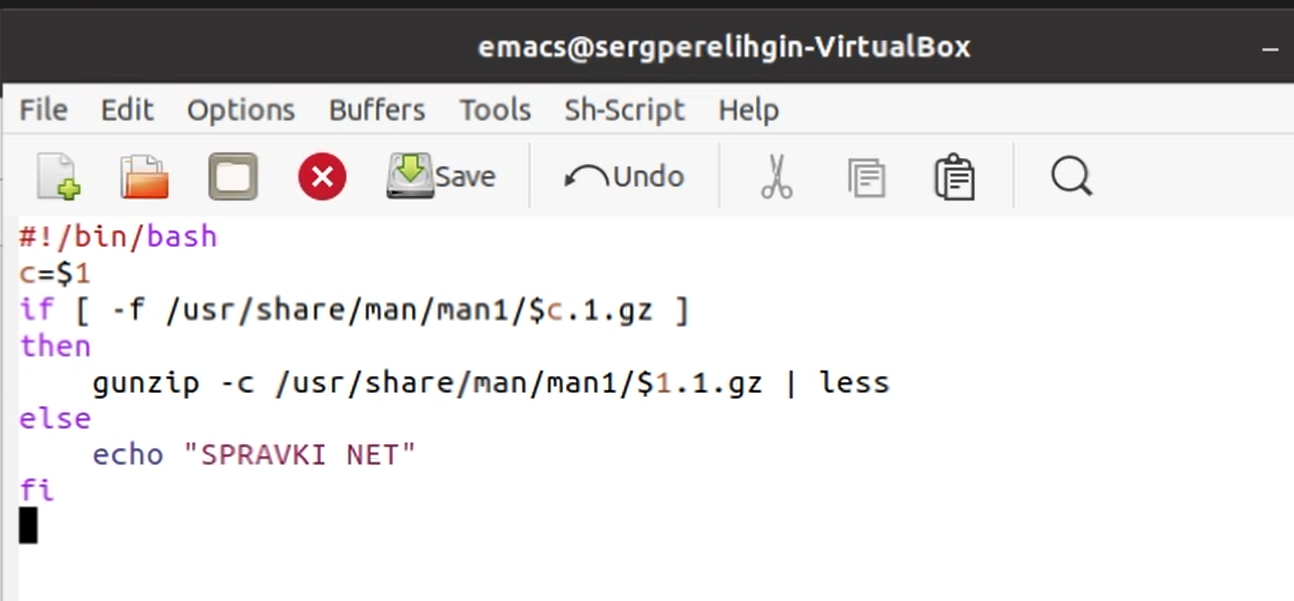 emacs@sergperelihgin-VirtualBox
File Edit Options Buffers Tools Sh-Script Help
Save Undo
#!/bin/bash
c=$1
if [ -f /usr/share/man/man1/$c.1.gz ]
then
    gunzip -c /usr/share/man/man1/$1.1.gz | less
else
    echo "SPRAVKI NET"
fi